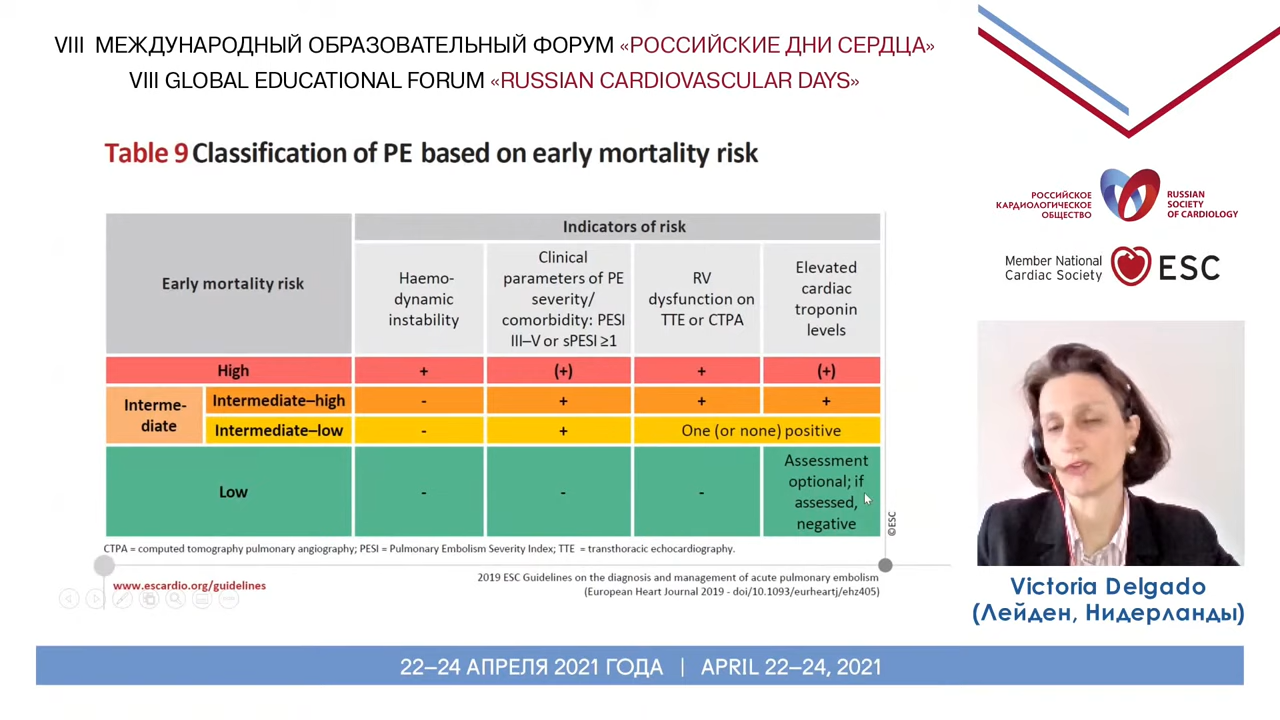 VIII МЕЖДУНАРОДНЫЙ ОБРАЗОВАТЕЛЬНЫЙ ФОРУМ «РОССИЙСКИЕ ДНИ СЕРДЦА»
VIII GLOBAL EDUCATIONAL FORUM «RUSSIAN CARDIOVASCULAR DAYS»
Table 9 Classification of PE based on early mortality risk
Early mortality risk
Indicators of risk
Haemo-
dynamic
instability
Clinical
parameters of PE
severity/
comorbidity: PESI
III–V or sPESI ≥1
RV
dysfunction on
TTE or CTPA
Elevated
cardiac
troponin
levels
High + (+) + (+)
Interme-
diate
Intermediate–high - + + +
Intermediate–low - + One (or none) positive
Low - - -
Assessment
optional; if
assessed,
negative
©ESC
CTPA = computed tomography pulmonary angiography; PESI = Pulmonary Embolism Severity Index; TTE = transthoracic echocardiography.
www.escardio.org/guidelines
2019 ESC Guidelines on the diagnosis and management of acute pulmonary embolism
(European Heart Journal 2019 - doi/10.1093/eurheartj/ehz405)
РОССИЙСКОЕ
КАРДИОЛОГИЧЕСКОЕ
ОБЩЕСТВО
RUSSIAN
SOCIETY
OF CARDIOLOGY
Member National
Cardiac Society
ESC
Victoria Delgado
(Лейден, Нидерланды)
22–24 АПРЕЛЯ 2021 ГОДА | APRIL 22–24, 2021